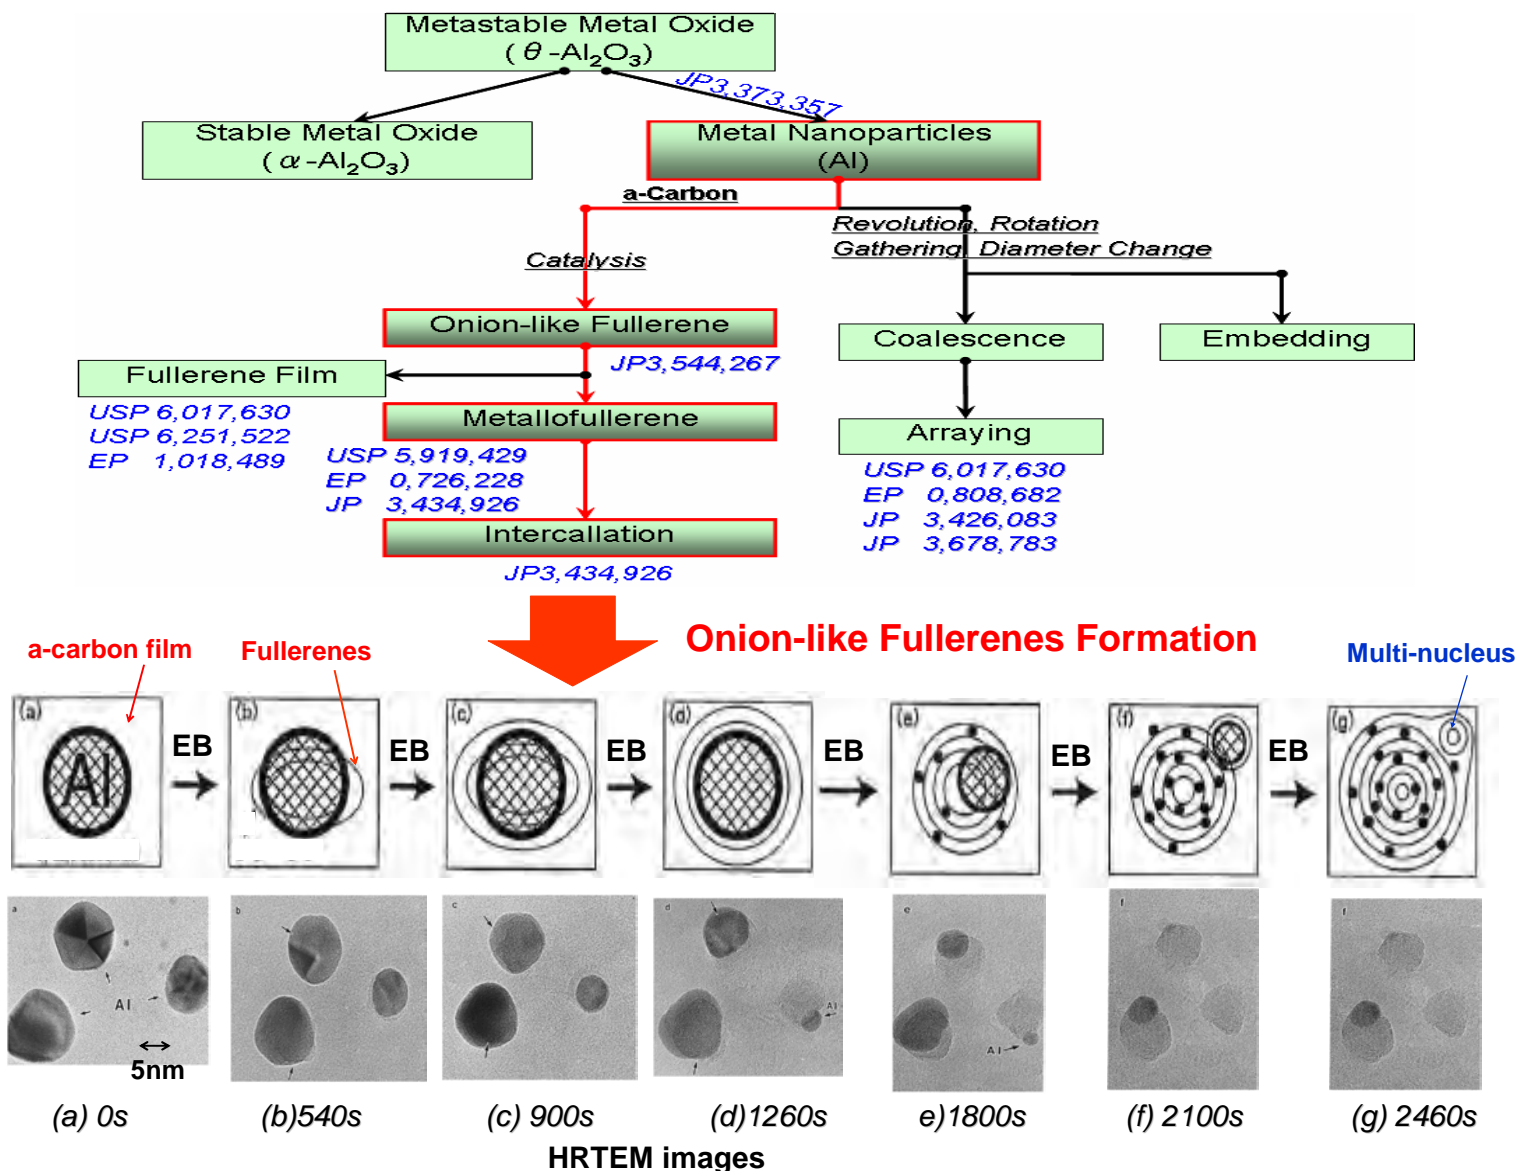 Metastable Metal Oxide
(θ-Al₂O₃)
JP3,373,357
Stable Metal Oxide
(α-Al₂O₃)
Metal Nanoparticles
(Al)
a-Carbon
Revolution, Rotation
Gathering, Diameter Change
Catalysis
Onion-like Fullerene
Coalescence
Embedding
JP3,544,267
Fullerene Film
USP 6,017,630
USP 6,251,522
EP 1,018,489
Metallofullerene
USP 5,919,429
EP 0,726,228
JP 3,434,926
Arraying
USP 6,017,630
EP 0,808,682
JP 3,426,083
JP 3,678,783
Intercallation
JP3,434,926
Onion-like Fullerenes Formation
a-carbon film
Fullerenes
Multi-nucleus
(a)
Al
EB
(b)
EB
(c)
EB
(d)
EB
(e)
EB
(f)
EB
(g)
a
Al
5nm
b
c
d
Al
e
Al
f
f
(a) 0s
(b)540s
(c) 900s
(d)1260s
e)1800s
(f) 2100s
(g) 2460s
HRTEM images